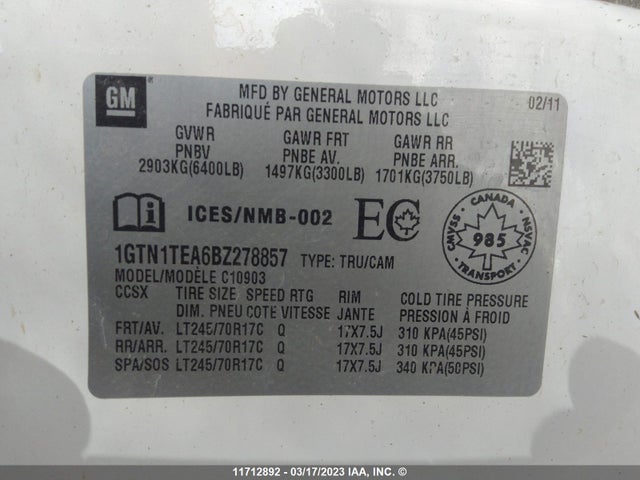 GM
MFD BY GENERAL MOTORS LLC 02/11
FABRIQUÉ PAR GENERAL MOTORS LLC
GVWR GAWR FRT GAWR RR
PNBV PNBE AV. PNBE ARR.
2903KG(6400LB) 1497KG(3300LB) 1701KG(3750LB)
ICES/NMB-002 EC
CANADA
CMVSS 985 NSVAC
TRANSPORT
1GTN1TEA6BZ278857 TYPE: TRU/CAM
MODEL/MODÈLE C10903
CCSX TIRE SIZE SPEED RTG RIM COLD TIRE PRESSURE
DIM. PNEU COTE VITESSE JANTE PRESSION À FROID
FRT/AV. LT245/70R17C Q 17X7.5J 310 KPA(45PSI)
RR/ARR. LT245/70R17C Q 17X7.5J 310 KPA(45PSI)
SPA/SOS LT245/70R17C Q 17X7.5J 340 KPA(50PSI)
11712892 - 03/17/2023 - IAA, Inc. ©